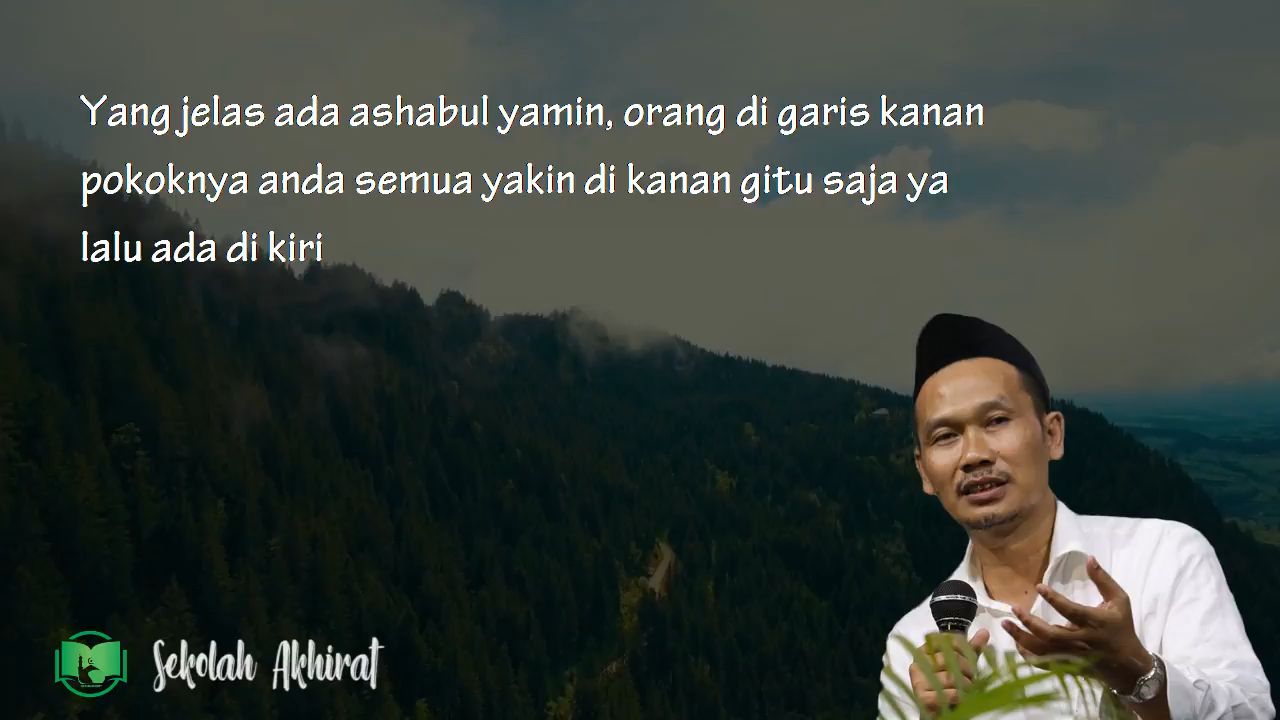 Yang jelas ada ashabul yamin, orang di garis kanan
pokoknya anda semua yakin di kanan gitu saja ya
lalu ada di kiri
Sekolah Akhirat